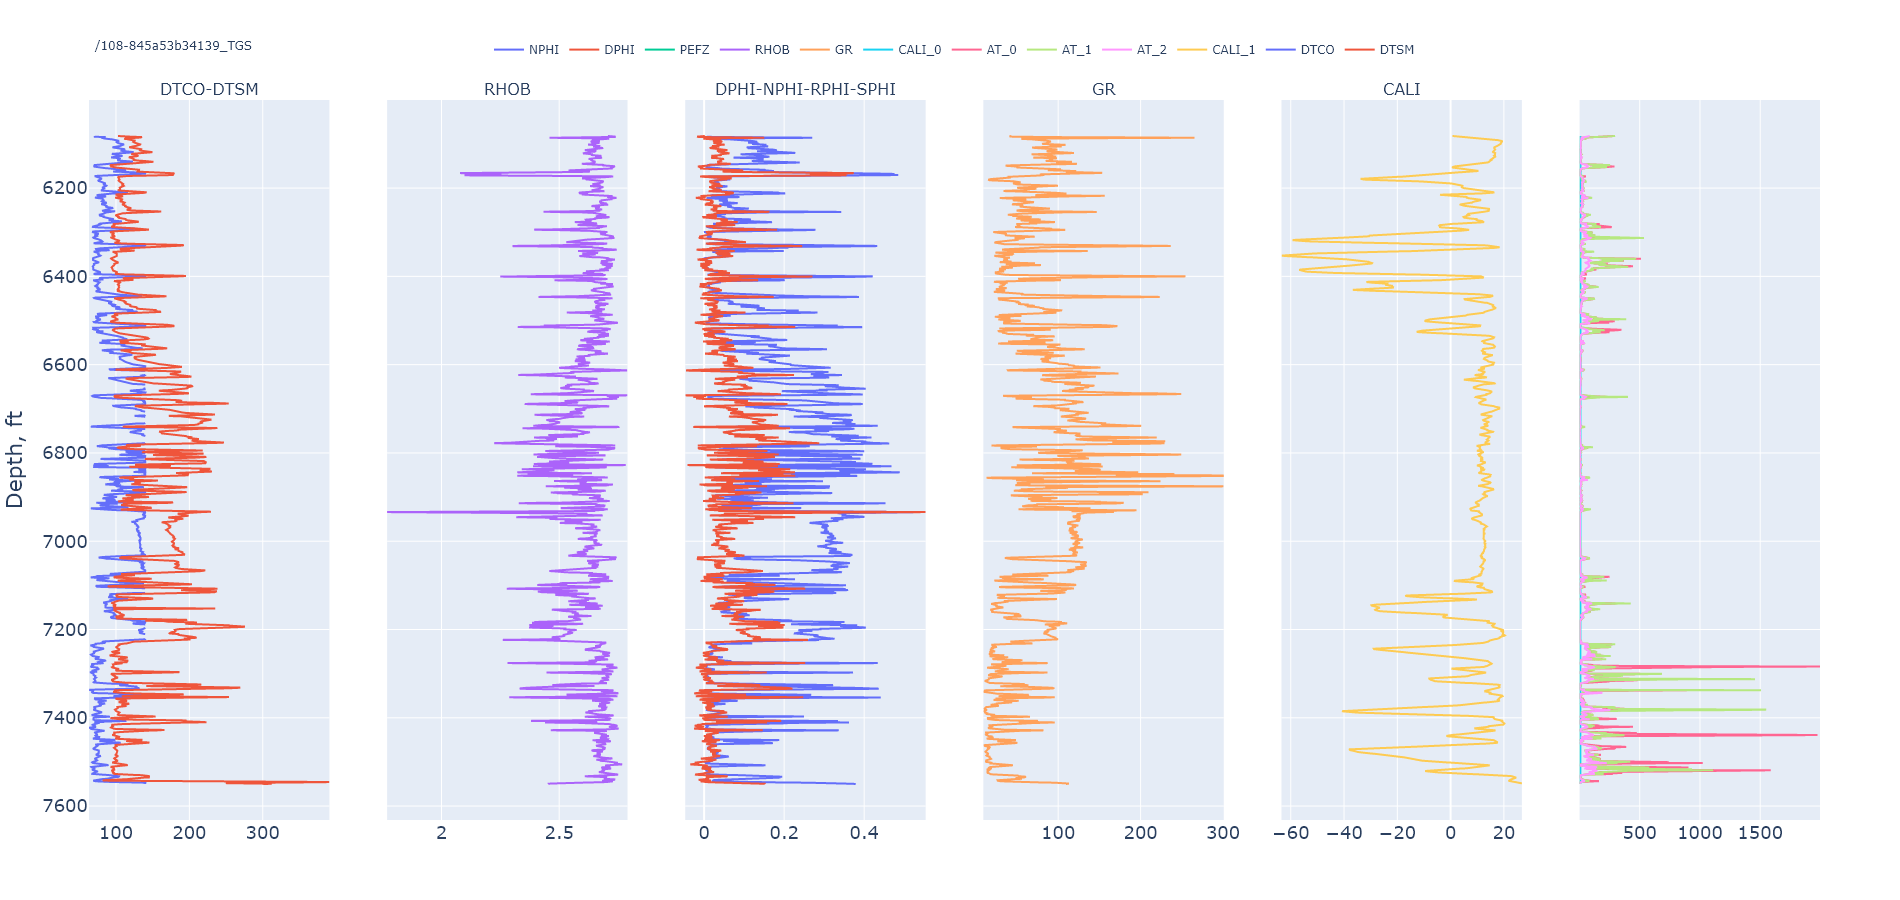 /108-845a53b34139_TGS
NPHI DPHI PEFZ RHOB GR CALI_0 AT_0 AT_1 AT_2 CALI_1 DTCO DTSM
DTCO-DTSM RHOB DPHI-NPHI-RPHI-SPHI GR CALI
6200
6400
6600
6800
7000
7200
7400
7600
Depth, ft
100 200 300 2 2.5 0 0.2 0.4 100 200 300 −60 −40 −20 0 20 500 1000 1500